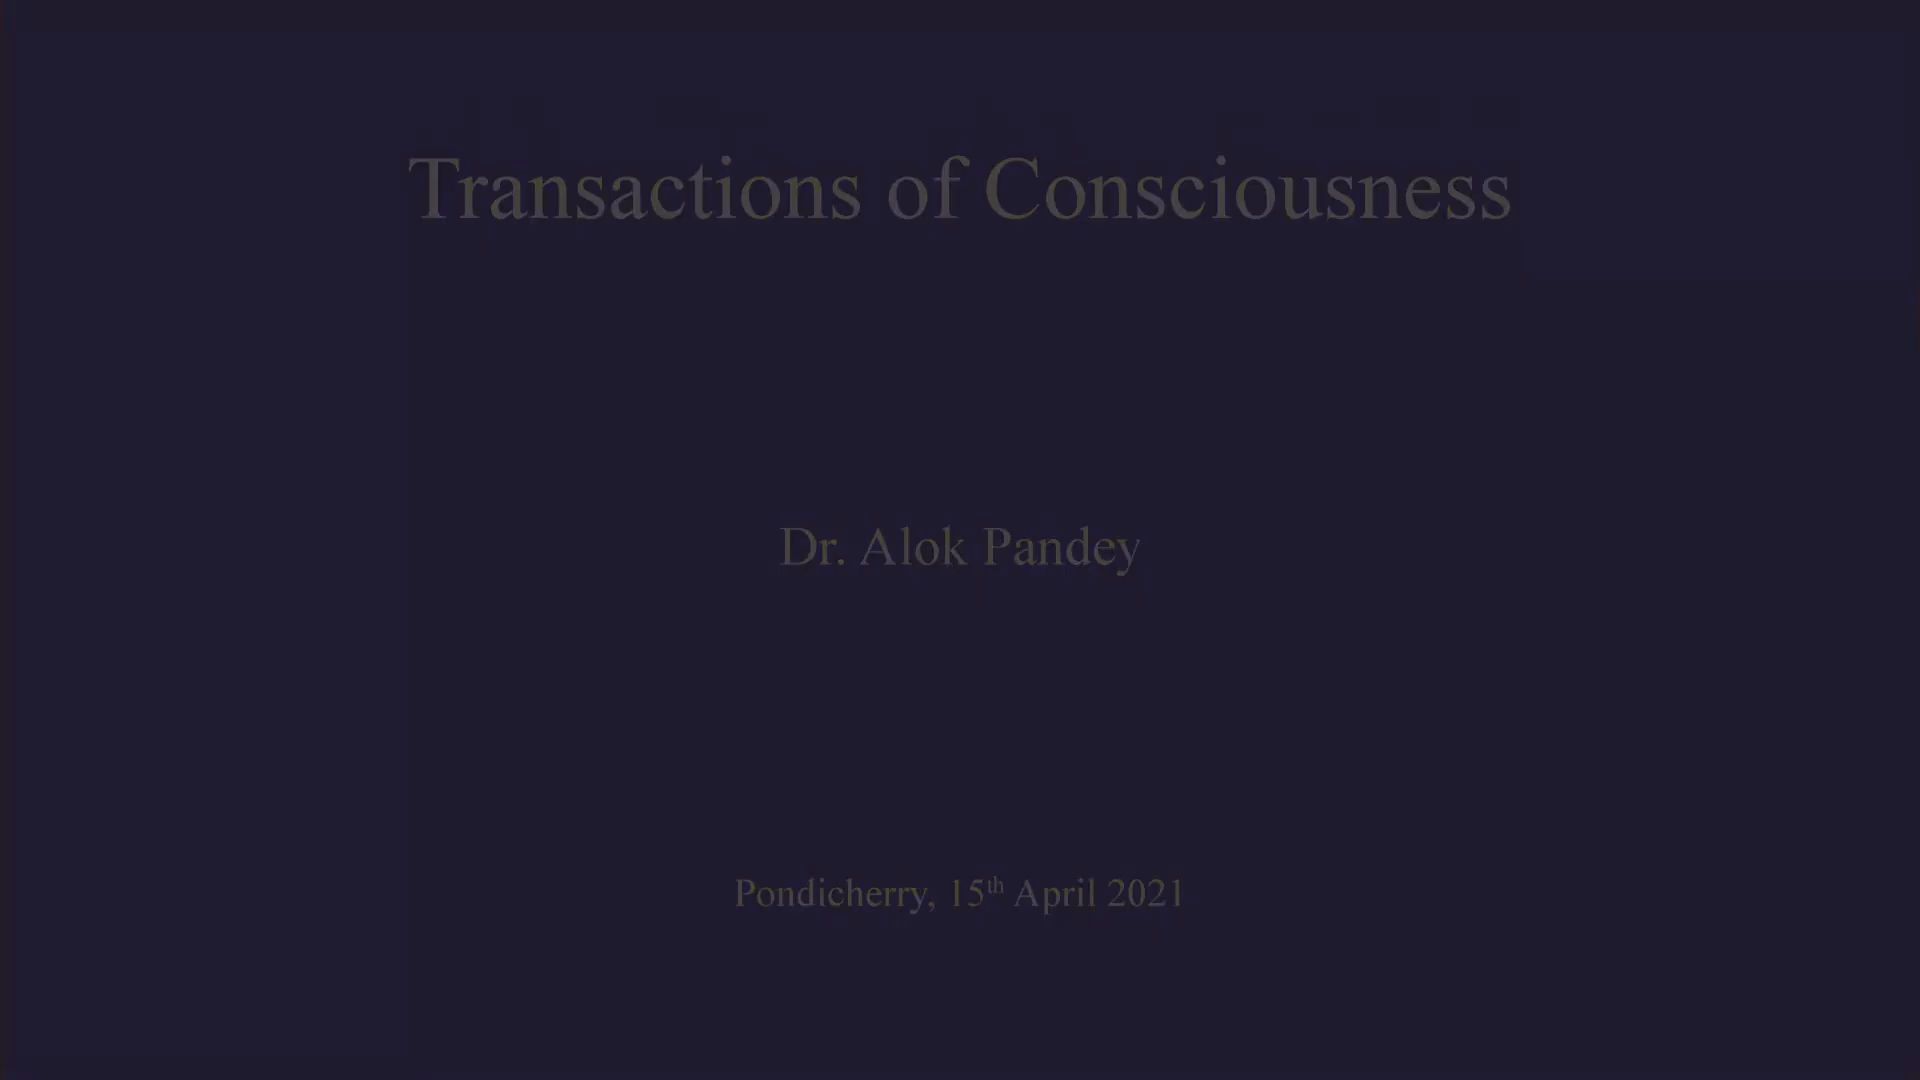 Transactions of Consciousness
Dr. Alok Pandey
Pondicherry, 15th April 2021